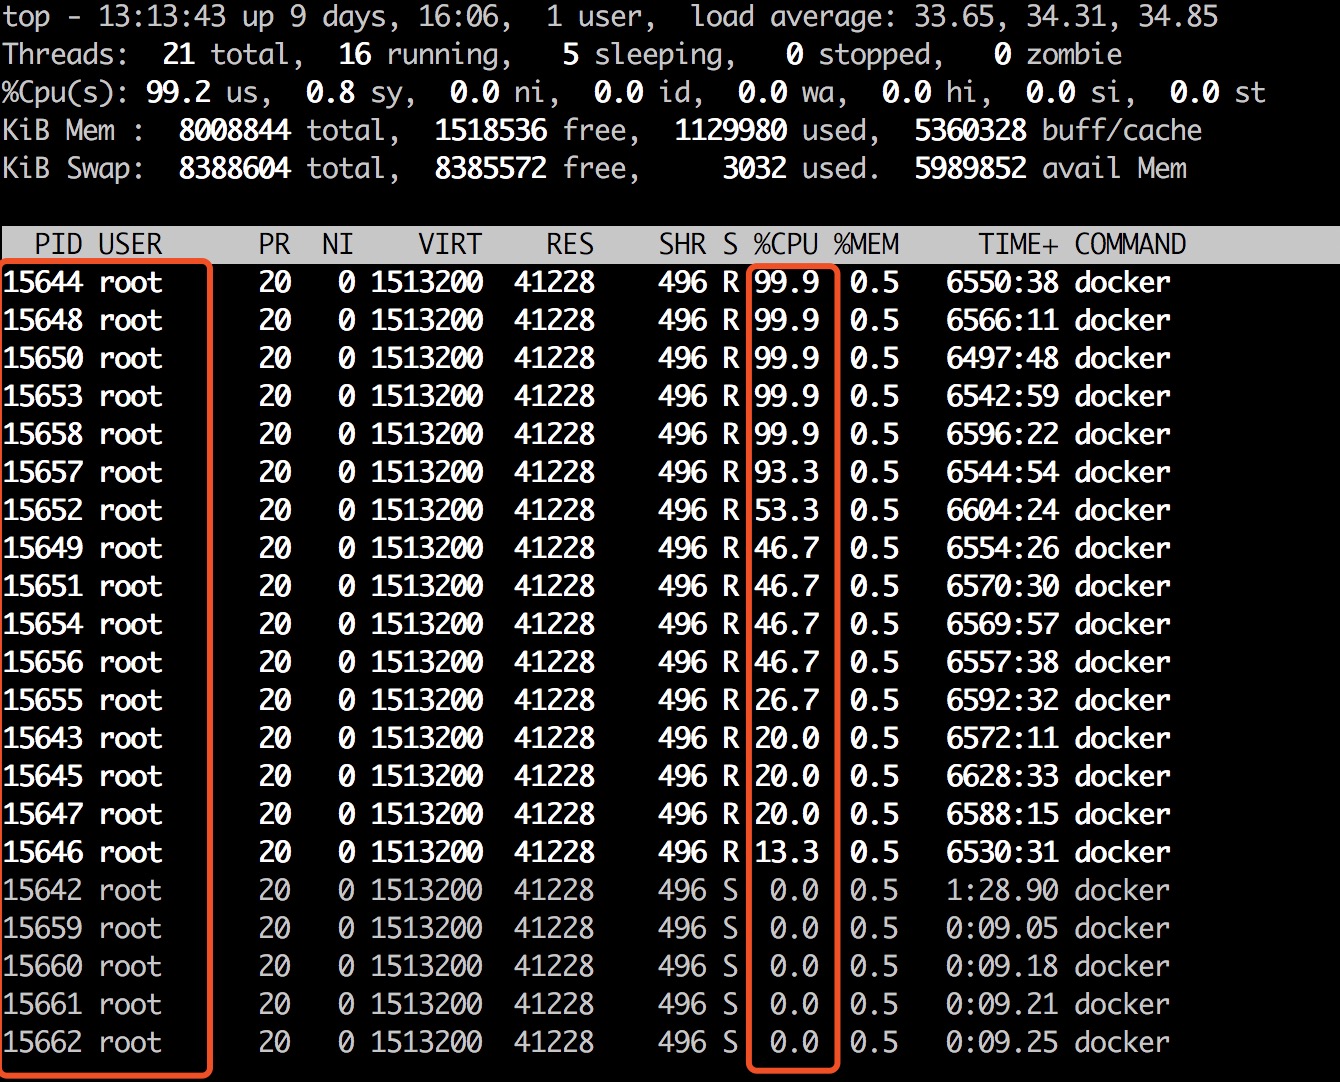 top - 13:13:43 up 9 days, 16:06,  1 user,  load average: 33.65, 34.31, 34.85
Threads:  21 total,  16 running,   5 sleeping,   0 stopped,   0 zombie
%Cpu(s): 99.2 us,  0.8 sy,  0.0 ni,  0.0 id,  0.0 wa,  0.0 hi,  0.0 si,  0.0 st
KiB Mem :  8008844 total,  1518536 free,  1129980 used,  5360328 buff/cache
KiB Swap:  8388604 total,  8385572 free,     3032 used.  5989852 avail Mem
PID USER      PR  NI    VIRT    RES    SHR S %CPU %MEM     TIME+ COMMAND
15644 root      20   0 1513200  41228    496 R 99.9  0.5   6550:38 docker
15648 root      20   0 1513200  41228    496 R 99.9  0.5   6566:11 docker
15650 root      20   0 1513200  41228    496 R 99.9  0.5   6497:48 docker
15653 root      20   0 1513200  41228    496 R 99.9  0.5   6542:59 docker
15658 root      20   0 1513200  41228    496 R 99.9  0.5   6596:22 docker
15657 root      20   0 1513200  41228    496 R 93.3  0.5   6544:54 docker
15652 root      20   0 1513200  41228    496 R 53.3  0.5   6604:24 docker
15649 root      20   0 1513200  41228    496 R 46.7  0.5   6554:26 docker
15651 root      20   0 1513200  41228    496 R 46.7  0.5   6570:30 docker
15654 root      20   0 1513200  41228    496 R 46.7  0.5   6569:57 docker
15656 root      20   0 1513200  41228    496 R 46.7  0.5   6557:38 docker
15655 root      20   0 1513200  41228    496 R 26.7  0.5   6592:32 docker
15643 root      20   0 1513200  41228    496 R 20.0  0.5   6572:11 docker
15645 root      20   0 1513200  41228    496 R 20.0  0.5   6628:33 docker
15647 root      20   0 1513200  41228    496 R 20.0  0.5   6588:15 docker
15646 root      20   0 1513200  41228    496 R 13.3  0.5   6530:31 docker
15642 root      20   0 1513200  41228    496 S  0.0  0.5   1:28.90 docker
15659 root      20   0 1513200  41228    496 S  0.0  0.5   0:09.05 docker
15660 root      20   0 1513200  41228    496 S  0.0  0.5   0:09.18 docker
15661 root      20   0 1513200  41228    496 S  0.0  0.5   0:09.21 docker
15662 root      20   0 1513200  41228    496 S  0.0  0.5   0:09.25 docker